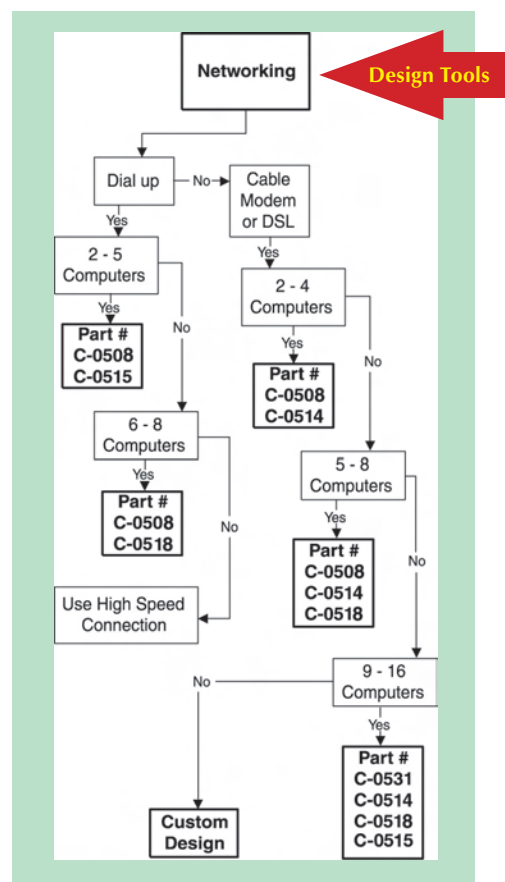 Networking
Design Tools
Dial up
No
Cable
Modem
or DSL
Yes
Yes
2 - 5
Computers
2 - 4
Computers
Yes
No
Part #
C-0508
C-0515
Yes
No
Part #
C-0508
C-0514
6 - 8
Computers
Yes
No
Part #
C-0508
C-0518
5 - 8
Computers
Yes
No
Part #
C-0508
C-0514
C-0518
Use High Speed
Connection
9 - 16
Computers
No
Yes
Part #
C-0531
C-0514
C-0518
C-0515
Custom
Design